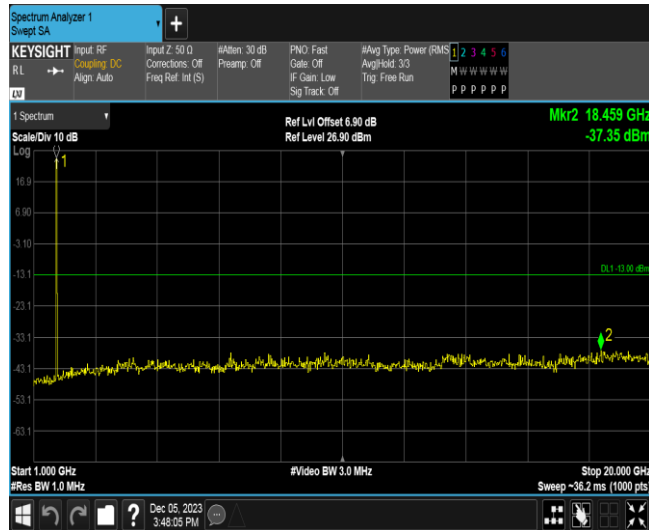 Spectrum Analyzer 1
Swept SA
+
KEYSIGHT Input: RF Input Z: 50 Ω #Atten: 30 dB PNO: Fast #Avg Type: Power (RMS 1 2 3 4 5 6
RL Coupling: DC Corrections: Off Preamp: Off Gate: Off Avg|Hold: 3/3 M W W W W W
Align: Auto Freq Ref: Int (S) IF Gain: Low Trig: Free Run
Sig Track: Off P P P P P P
LXI
1 Spectrum Ref Lvl Offset 6.90 dB Mkr2 18.459 GHz
Scale/Div 10 dB Ref Level 26.90 dBm -37.35 dBm
Log
1
16.9
6.90
-3.10
-13.1
DL1 -13.00 dBm
-23.1
-33.1
2
-43.1
-53.1
-63.1
Start 1.000 GHz #Video BW 3.0 MHz Stop 20.000 GHz
#Res BW 1.0 MHz Sweep ~36.2 ms (1000 pts)
? Dec 05, 2023
3:48:05 PM